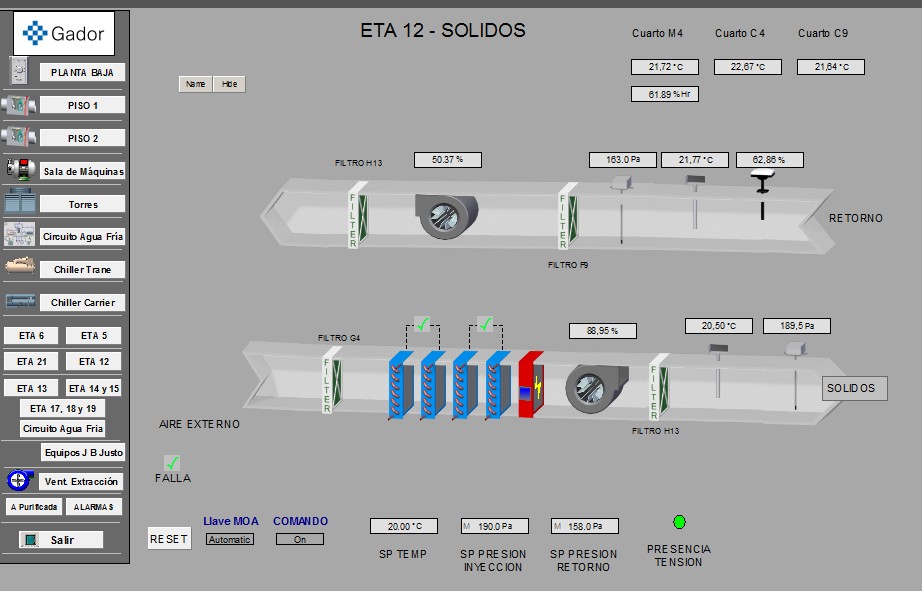 Gador
PLANTA BAJA
PISO 1
PISO 2
Sala de Máquinas
Torres
Circuito Agua Fría
Chiller Trane
Chiller Carrier
ETA 6
ETA 5
ETA 21
ETA 12
ETA 13
ETA 14 y 15
ETA 17, 18 y 19
Circuito Agua Fria
Equipos J B Justo
Vent. Extracción
A Purificada
ALARMAS
Salir
ETA 12 - SOLIDOS
Cuarto M4
Cuarto C4
Cuarto C9
21,72 °C
22,67 °C
21,64 °C
61.89 %Hr
Name
Hide
FILTRO H13
50.37 %
163.0 Pa
21,77 °C
62,86 %
FILTER
FILTER
RETORNO
FILTRO F9
FILTRO G4
88,95 %
20,50 °C
189,5 Pa
FILTER
FILTER
SOLIDOS
AIRE EXTERNO
FILTRO H13
FALLA
RESET
Llave MOA
Automatic
COMANDO
On
20.00 °C
SP TEMP
M 190.0 Pa
SP PRESION
INYECCION
M 158.0 Pa
SP PRESION
RETORNO
PRESENCIA
TENSION